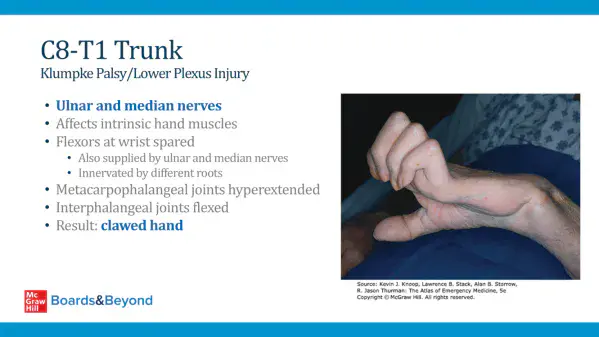 C8-T1 Trunk
Klumpke Palsy/Lower Plexus Injury
• Ulnar and median nerves
• Affects intrinsic hand muscles
• Flexors at wrist spared
• Also supplied by ulnar and median nerves
• Innervated by different roots
• Metacarpophalangeal joints hyperextended
• Interphalangeal joints flexed
• Result: clawed hand
Source: Kevin J. Knoop, Lawrence B. Stack, Alan B. Storrow,
R. Jason Thurman: The Atlas of Emergency Medicine, 5e
Copyright © McGraw Hill. All rights reserved.
Mc
Graw
Hill
Boards&Beyond